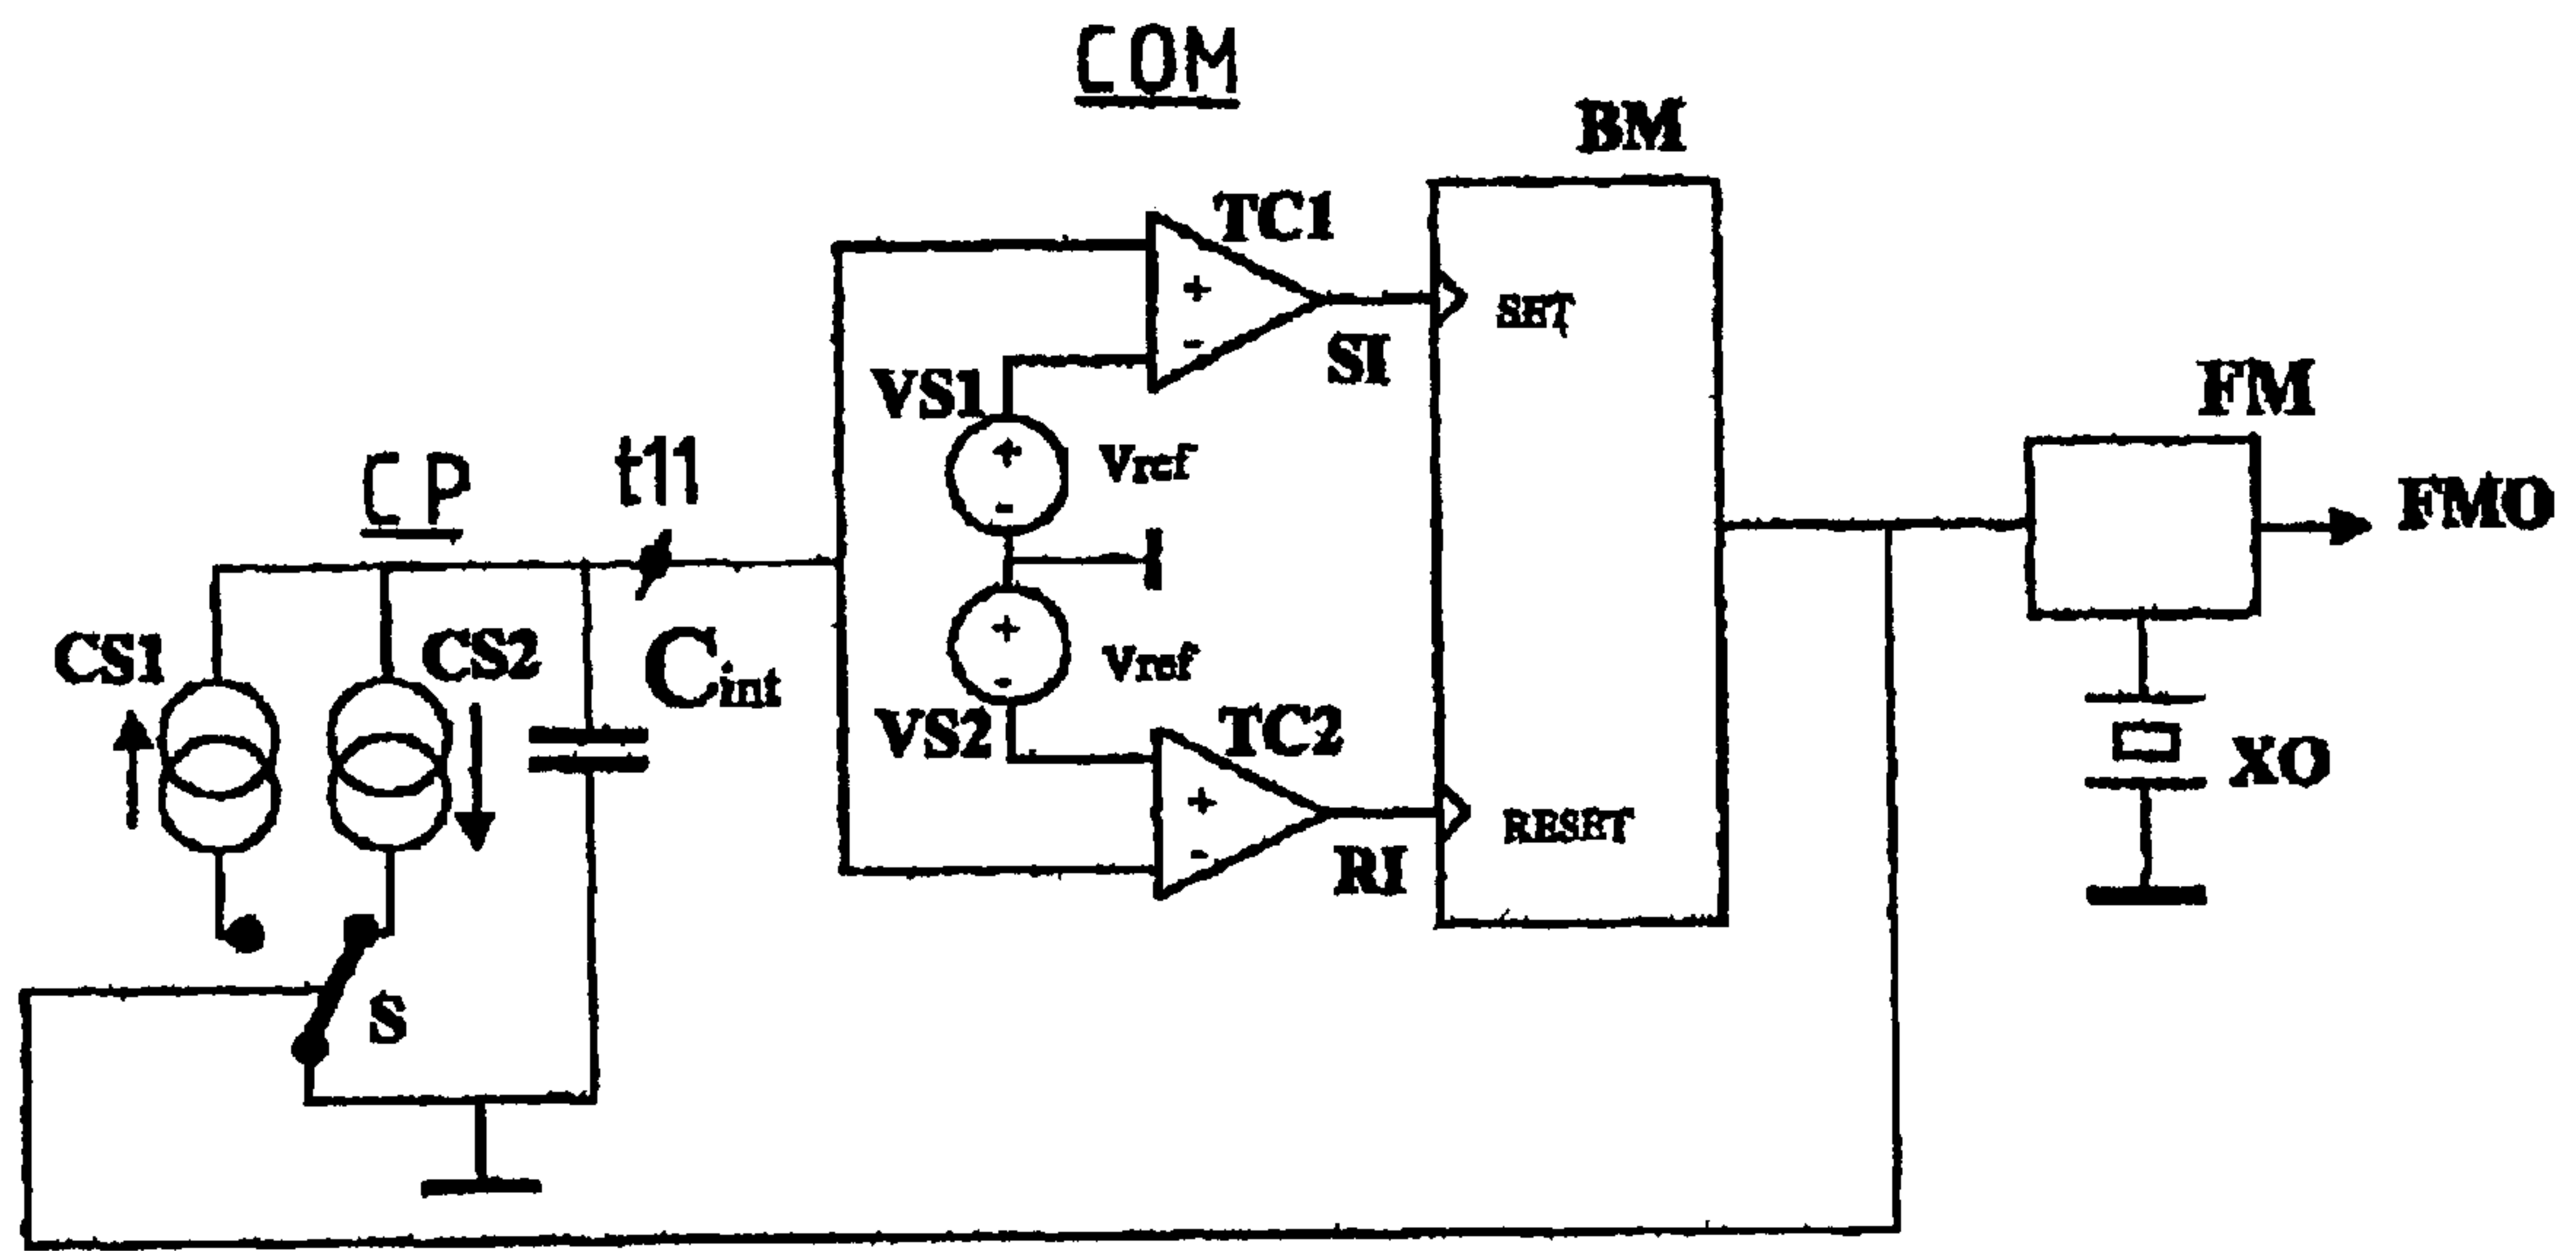 COM
BM
TC1
+
-
SET
SI
VS1
+
-
Vref
FM
FMO
CP
t11
CS1
CS2
Cint
+
-
Vref
VS2
TC2
+
-
RESET
RI
XO
S